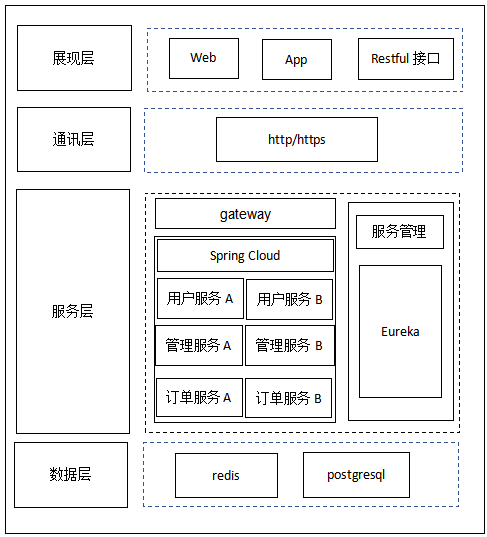 展现层
Web
App
Restful 接口
通讯层
http/https
服务层
gateway
服务管理
Spring Cloud
用户服务 A
用户服务 B
Eureka
管理服务 A
管理服务 B
订单服务 A
订单服务 B
数据层
redis
postgresql